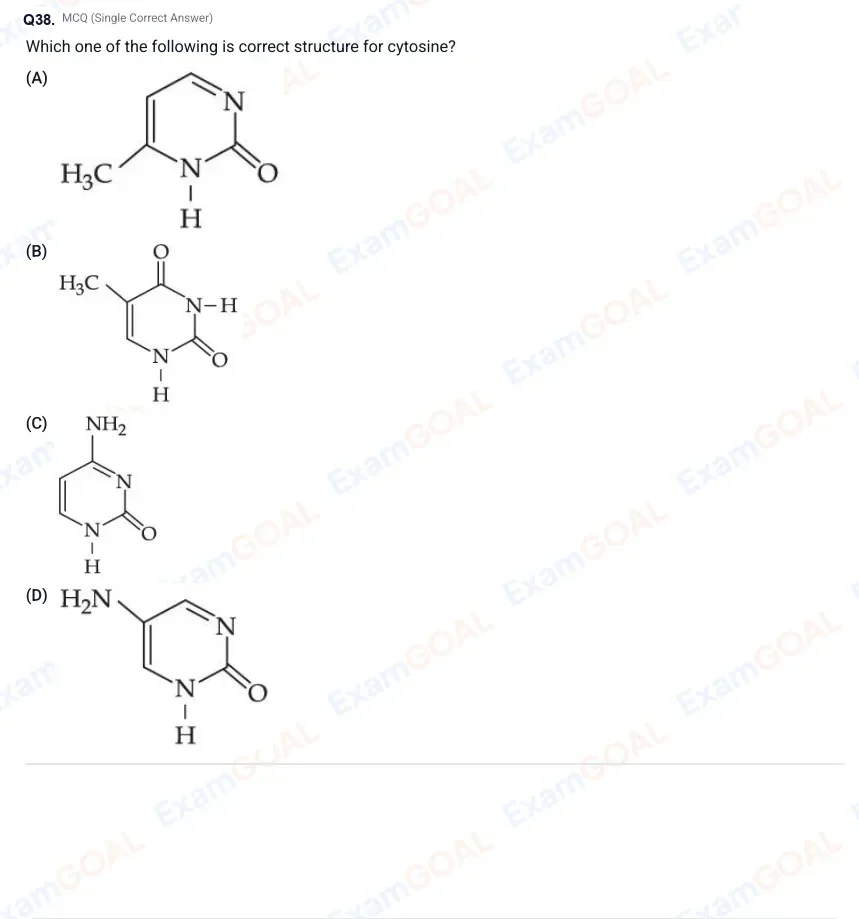 Q38. MCQ (Single Correct Answer)
Which one of the following is correct structure for cytosine?
(A)
N
H₃C
N
O
H
(B)
O
H₃C
N-H
N
O
H
(C)
NH₂
N
N
O
H
(D)
H₂N
N
N
O
H
ExamGOAL